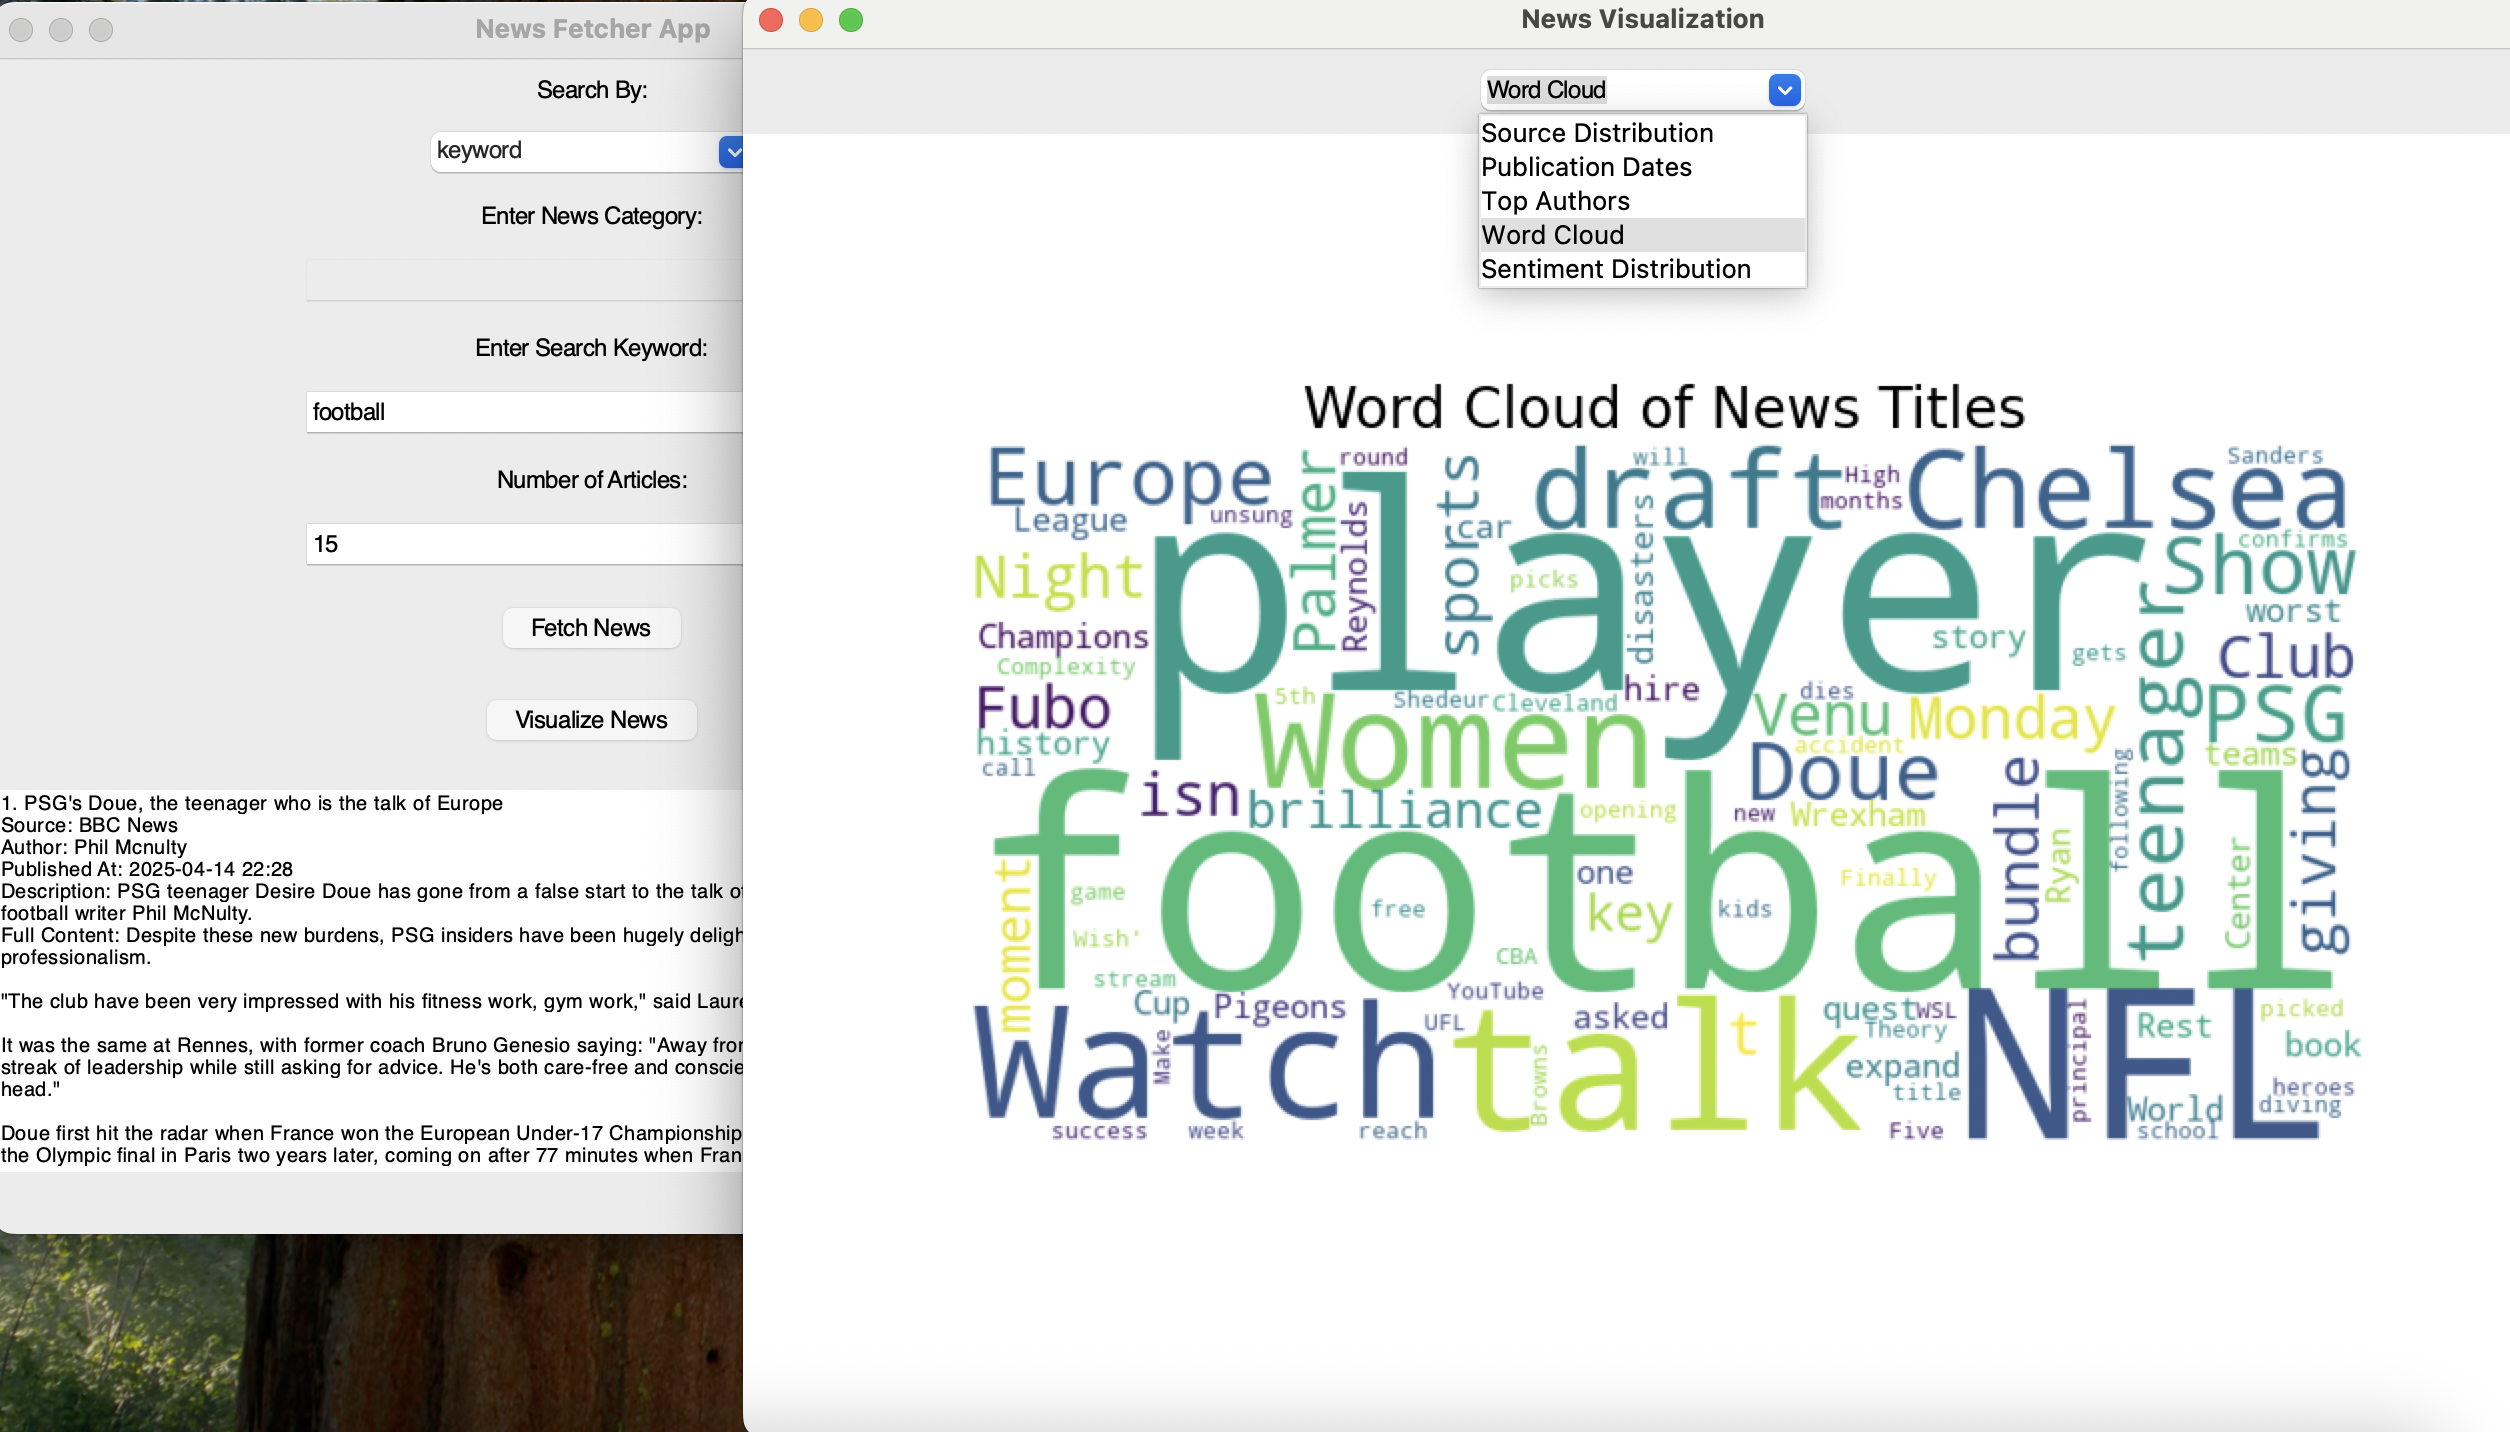 News Fetcher App
Search By:
keyword
Enter News Category:
Enter Search Keyword:
football
Number of Articles:
15
Fetch News
Visualize News
1. PSG's Doue, the teenager who is the talk of Europe
Source: BBC News
Author: Phil Mcnulty
Published At: 2025-04-14 22:28
Description: PSG teenager Desire Doue has gone from a false start to the talk
football writer Phil McNulty.
Full Content: Despite these new burdens, PSG insiders have been hugely
professionalism.
"The club have been very impressed with his fitness work, gym work," said
It was the same at Rennes, with former coach Bruno Genesio saying: "Away
streak of leadership while still asking for advice. He's both care-free and
head."
Doue first hit the radar when France won the European Under-17 Championship
the Olympic final in Paris two years later, coming on after 77 minutes when
News Visualization
Word Cloud
Source Distribution
Publication Dates
Top Authors
Word Cloud
Sentiment Distribution
Word Cloud of News Titles
Europe
round
will
High
Sanders
League
unsung
Palmer
Reynolds
sports
car
draft
months
Chelsea
confirms
Night
player
picks
disasters
Show
worst
Champions
Complexity
story
gets
teenager
Club
Fubo
5th
Shedeur
Cleveland
hire
dies
Venu
Monday
PSG
history
call
Women
accident
teams
isn
brilliance
opening
Doue
new
Wrexham
bundle
following
giving
football
moment
game
free
one
key
kids
Finally
Ryan
Center
Wish'
CBA
stream
Cup
Pigeons
YouTube
UFL
asked
t
quest
WSL
Theory
NFL
principal
Rest
picked
book
Watch
Make
talk
Browns
expand
title
World
heroes
diving
success
week
reach
Five
school